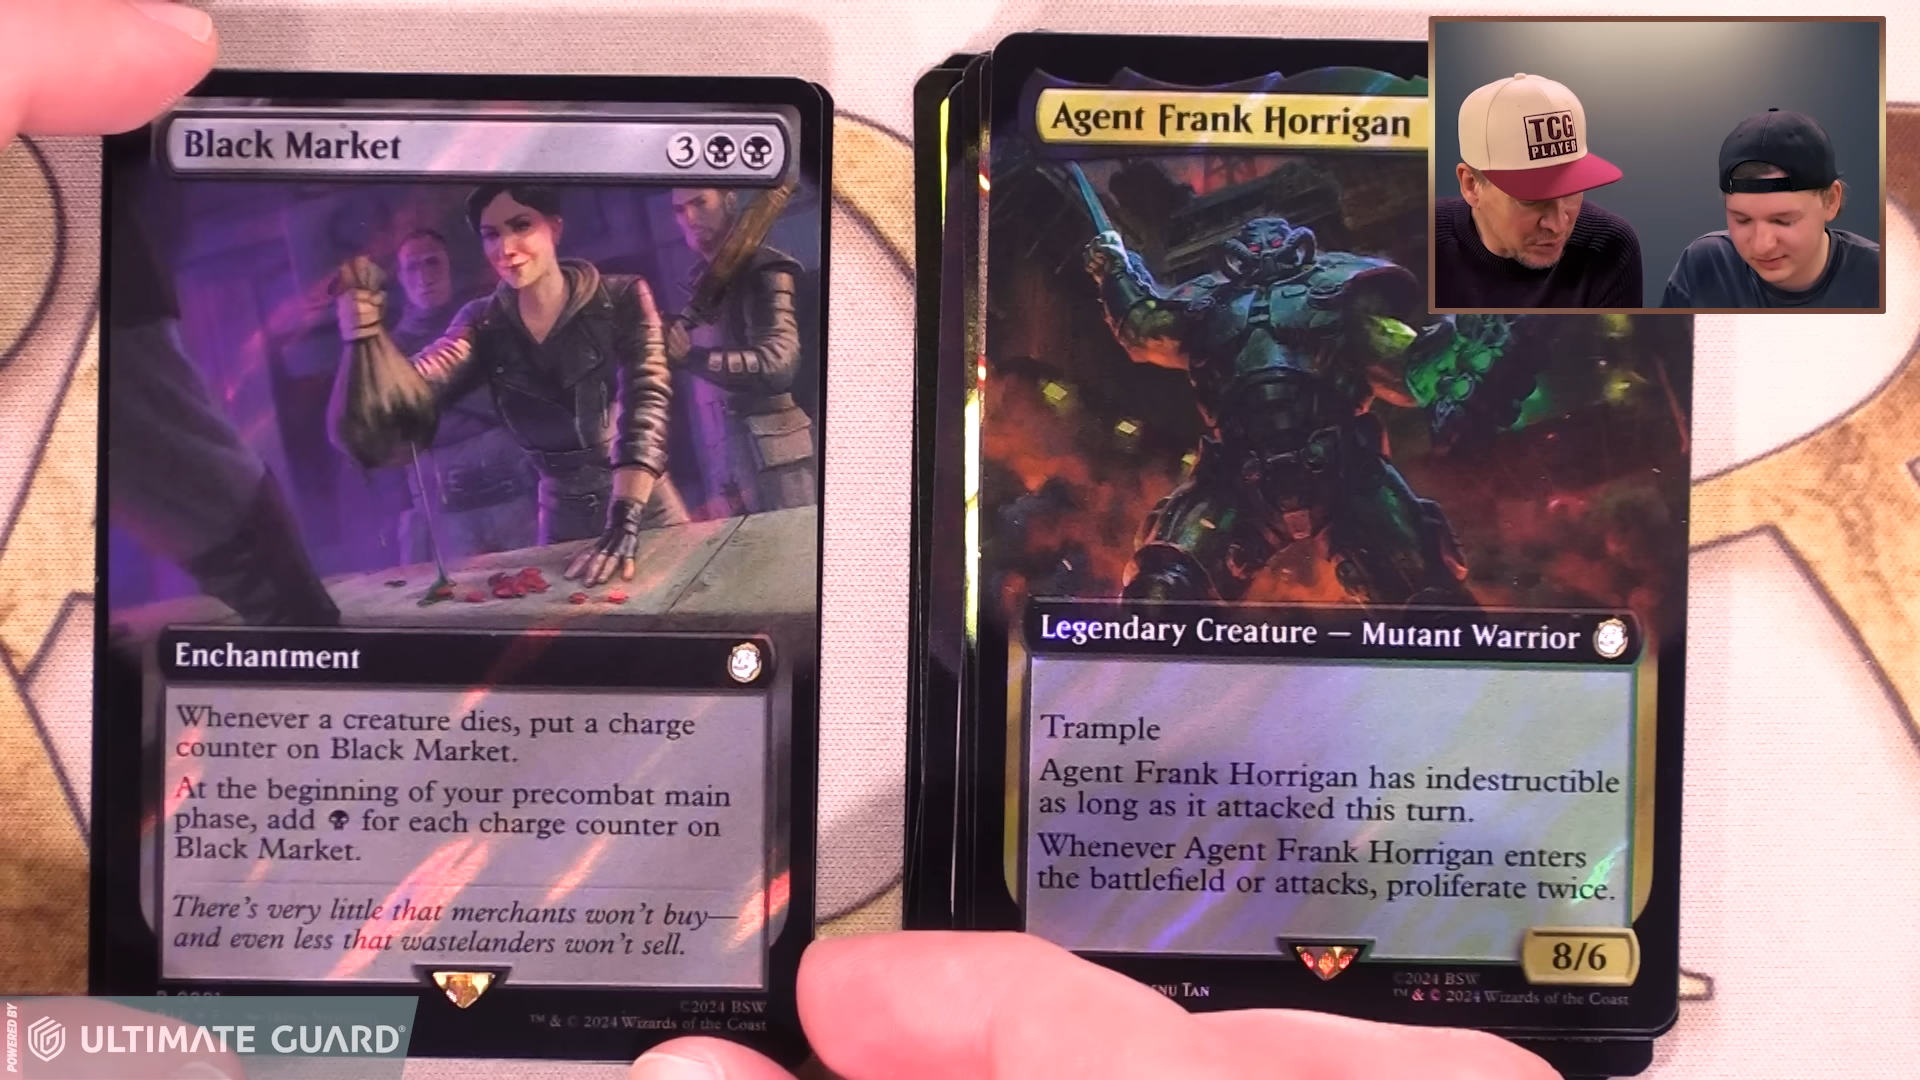 Black Market
3
Enchantment
Whenever a creature dies, put a charge
counter on Black Market.
At the beginning of your precombat main
phase, add for each charge counter on
Black Market.
There's very little that merchants won't buy—
and even less that wastelanders won't sell.
©2024 BSW
™ & © 2024 Wizards of the Coast
Agent Frank Horrigan
Legendary Creature — Mutant Warrior
Trample
Agent Frank Horrigan has indestructible
as long as it attacked this turn.
Whenever Agent Frank Horrigan enters
the battlefield or attacks, proliferate twice.
8/6
TAN
©2024 BSW
™ & © 2024 Wizards of the Coast
TCG
PLAYER
POWERED BY
ULTIMATE GUARD